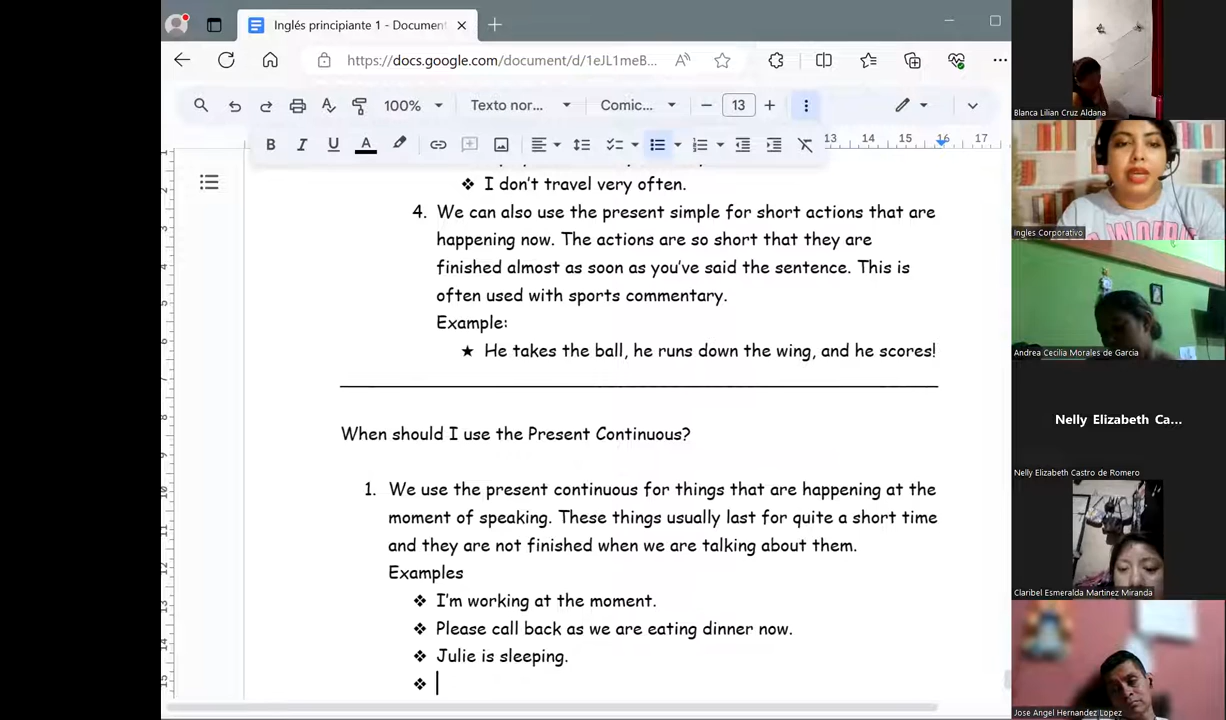 Inglés principiante 1 - Document
https://docs.google.com/document/d/1eJL1meB...
100% Texto nor... Comic... 13
13 14 15 16 17
I don't travel very often.
4. We can also use the present simple for short actions that are
happening now. The actions are so short that they are
finished almost as soon as you've said the sentence. This is
often used with sports commentary.
Example:
★ He takes the ball, he runs down the wing, and he scores!
When should I use the Present Continuous?
1. We use the present continuous for things that are happening at the
moment of speaking. These things usually last for quite a short time
and they are not finished when we are talking about them.
Examples
❖ I'm working at the moment.
❖ Please call back as we are eating dinner now.
❖ Julie is sleeping.
❖
Blanca Lilian Cruz Aldana
Ingles Corporativo
Andrea Cecilia Morales de Garcia
Nelly Elizabeth Ca...
Nelly Elizabeth Castro de Romero
Claribel Esmeralda Martinez Miranda
Jose Angel Hernandez Lopez